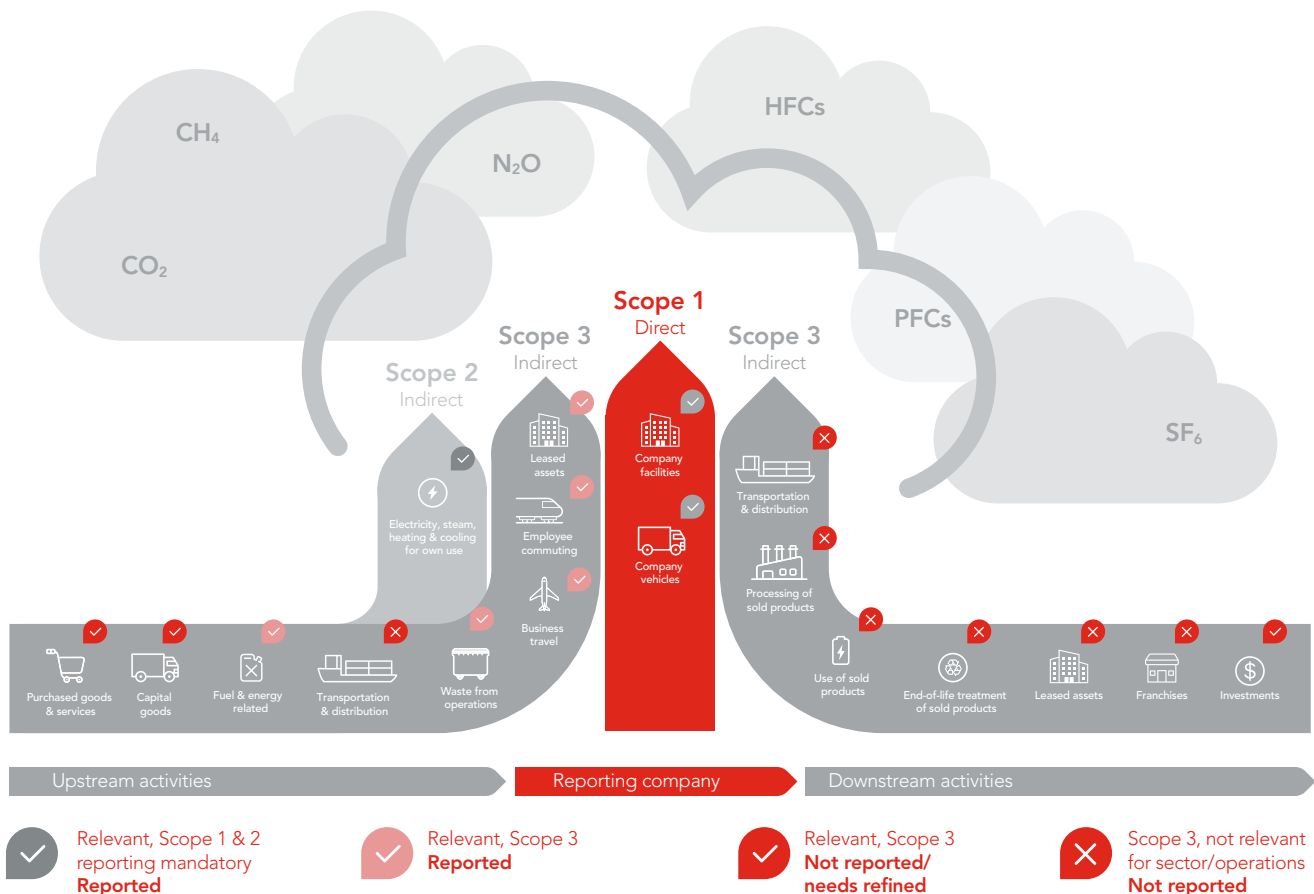 CH₄
CO₂
N₂O
HFCs
PFCs
SF₆
Scope 2
Indirect
Electricity, steam,
heating & cooling
for own use
Scope 3
Indirect
Leased
assets
Employee
commuting
Business
travel
Scope 1
Direct
Company
facilities
Company
vehicles
Scope 3
Indirect
Transportation
& distribution
Processing of
sold products
Purchased goods
& services
Capital
goods
Fuel & energy
related
Transportation
& distribution
Waste from
operations
Use of sold
products
End-of-life treatment
of sold products
Leased assets
Franchises
Investments
Upstream activities
Reporting company
Downstream activities
Relevant, Scope 1 & 2
reporting mandatory
Reported
Relevant, Scope 3
Reported
Relevant, Scope 3
Not reported/
needs refined
Scope 3, not relevant
for sector/operations
Not reported